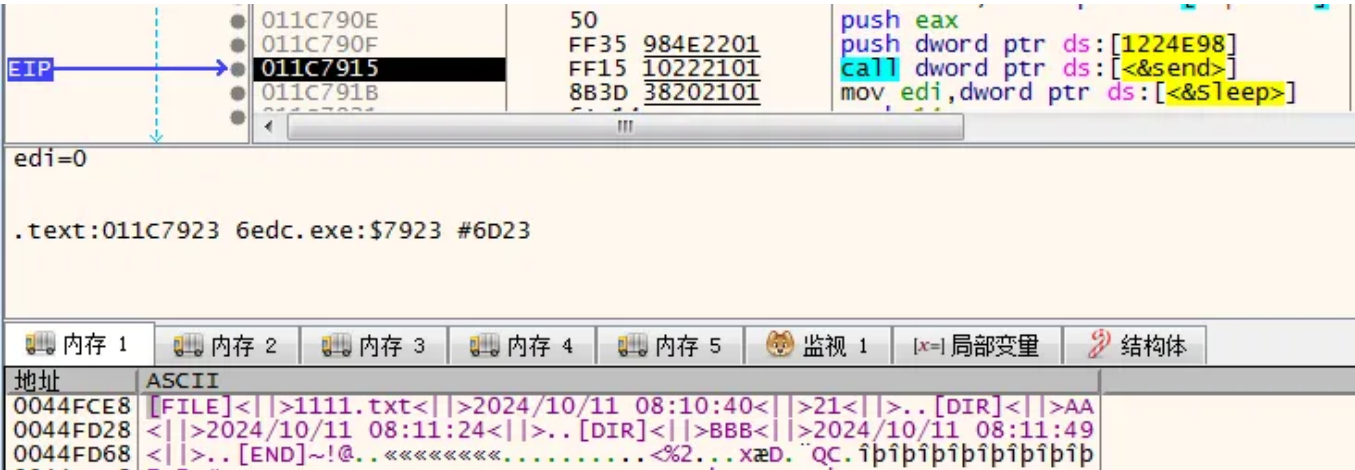 011C790E 50 push eax
011C790F FF35 984E2201 push dword ptr ds:[1224E98]
EIP 011C7915 FF15 10222101 call dword ptr ds:[<&send>]
011C791B 8B3D 38202101 mov edi,dword ptr ds:[<&Sleep>]
edi=0
.text:011C7923 6edc.exe:$7923 #6D23
内存 1 内存 2 内存 3 内存 4 内存 5 监视 1 [x=] 局部变量 结构体
地址 ASCII
0044FCE8 [FILE]<||>1111.txt<||>2024/10/11 08:10:40<||>21<||>..[DIR]<||>AA
0044FD28 <||>2024/10/11 08:11:24<||>..[DIR]<||>BBB<||>2024/10/11 08:11:49
0044FD68 <||>..[END]~!@..«««««««««..........<%2...xæD.¨QC.îþîþîþîþîþîþîþîþ